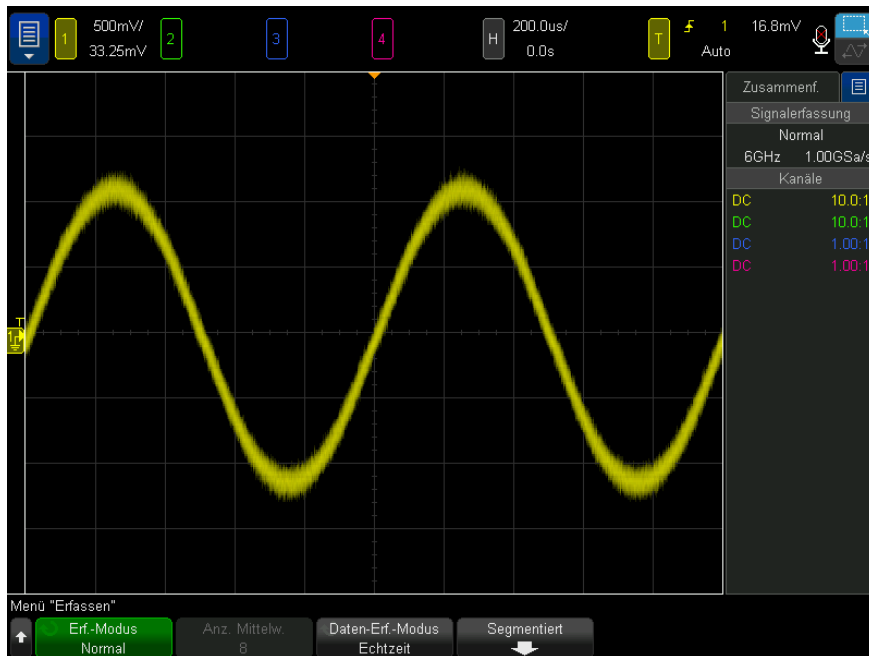 1 500mV/ 2 3 4 H 200.0us/ T 1 16.8mV
33.25mV 0.0s Auto
Zusammenf.
Signalerfassung
Normal
6GHz 1.00GSa/s
Kanäle
DC 10.0:1
DC 10.0:1
DC 1.00:1
DC 1.00:1
T
1
Menü "Erfassen"
Erf.-Modus Anz. Mittelw. Daten-Erf.-Modus Segmentiert
Normal 8 Echtzeit